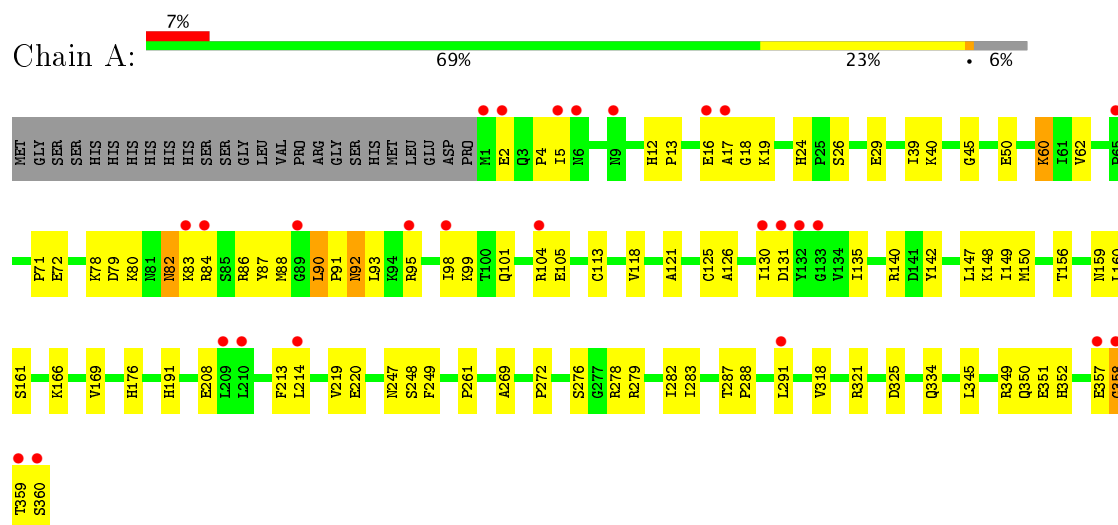 7%
Chain A:
69% 23% • 6%
MET GLY SER SER HIS HIS HIS HIS HIS HIS SER SER GLY LEU VAL PRO ARG GLY SER HIS MET LEU GLU ASP PRO M1 E2 Q3 P4 I5 N6 N9 H12 P13 E16 A17 G18 K19 H24 P25 S26 E29 I39 K40 G45 E50 K60 I61 V62
P71 E72 K78 D79 K80 N81 N82 K83 R84 S85 R86 Y87 M88 G89 L90 P91 N92 L93 K94 R95 I98 K99 T100 Q101 R104 E105 C113 V118 A121 C125 A126 I130 D131 Y132 G133 V134 I135 R140 D141 Y142 L147 K148 I149 M150 T156 N159 L160
S161 K166 V169 H176 H191 E208 L209 L210 F213 L214 V219 E220 N247 S248 F249 P261 A269 P272 S276 G277 R278 R279 I282 I283 T287 P288 L291 V318 R321 D325 Q334 L345 R349 Q350 E351 H352 E357
T359 S360